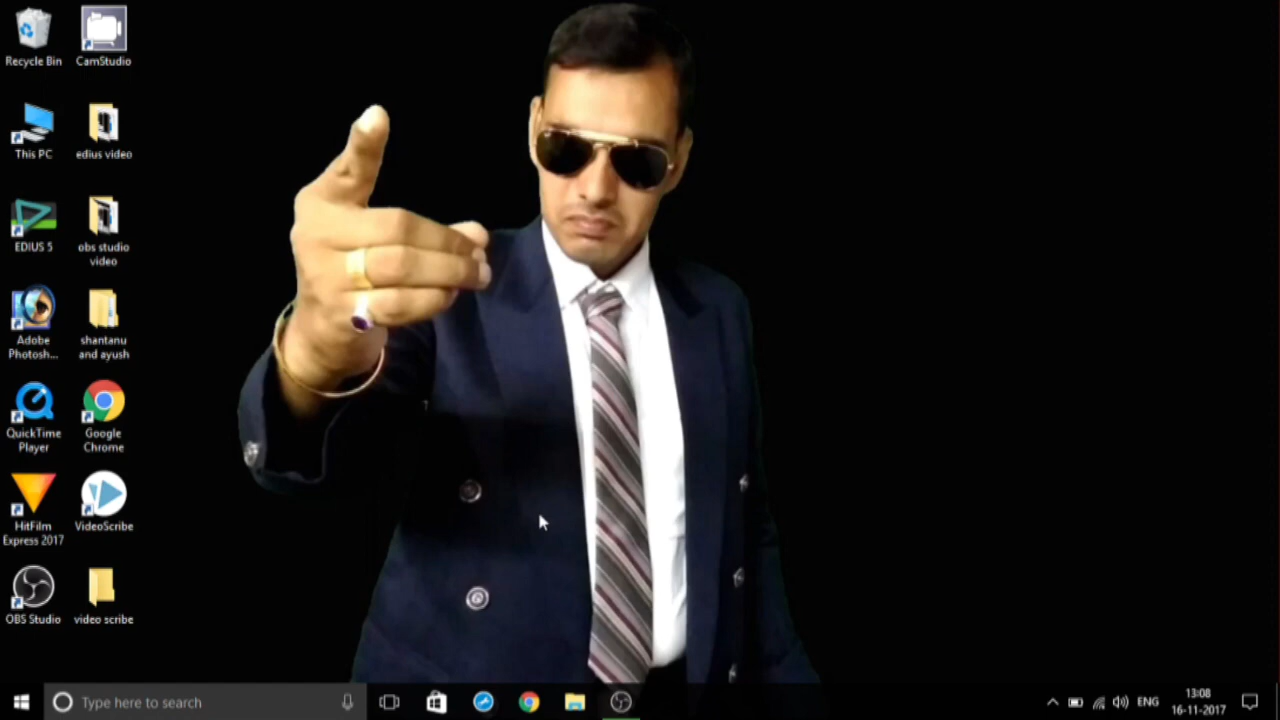 Recycle Bin
CamStudio
This PC
edius video
EDIUS 5
obs studio
video
Adobe
Photosh...
shantanu
and ayush
QuickTime
Player
Google
Chrome
HitFilm
Express 2017
VideoScribe
OBS Studio
video scribe
Type here to search
ENG
13:08
16-11-2017